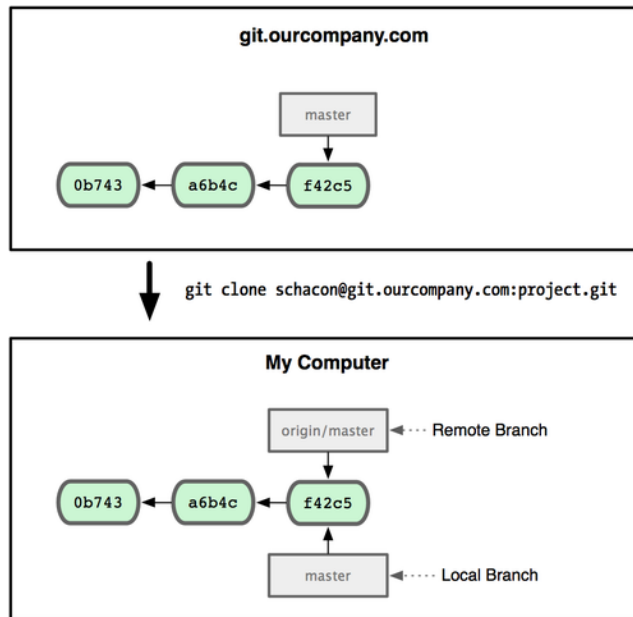 git.ourcompany.com
master
0b743 a6b4c f42c5
git clone schacon@git.ourcompany.com:project.git
My Computer
origin/master Remote Branch
0b743 a6b4c f42c5
master Local Branch